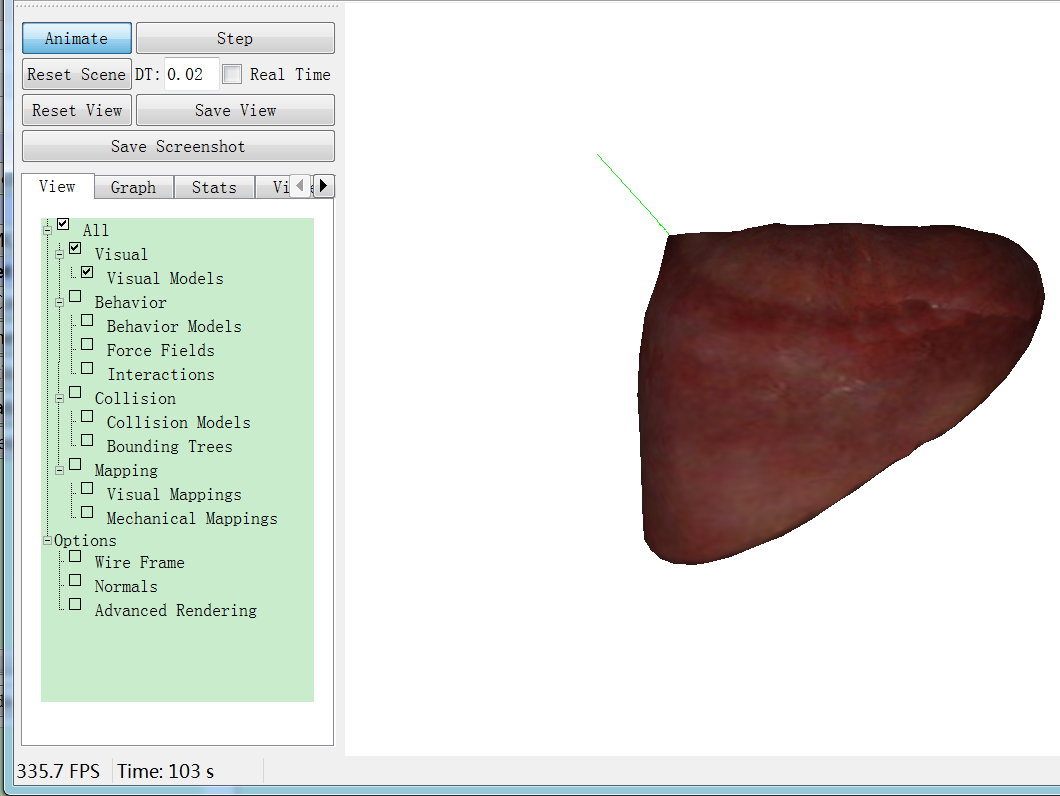 Animate Step
Reset Scene DT: 0.02 Real Time
Reset View Save View
Save Screenshot
View Graph Stats
All
Visual
Visual Models
Behavior
Behavior Models
Force Fields
Interactions
Collision
Collision Models
Bounding Trees
Mapping
Visual Mappings
Mechanical Mappings
Options
Wire Frame
Normals
Advanced Rendering
335.7 FPS Time: 103 s